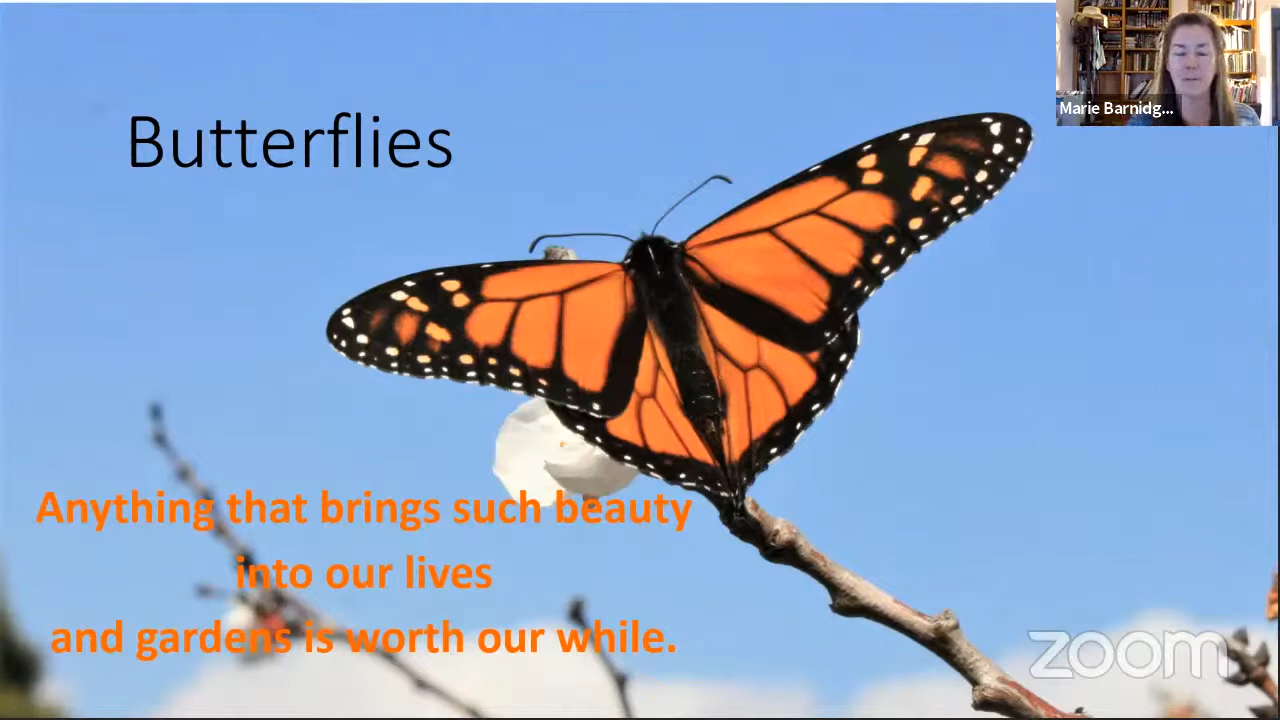 Butterflies
Marie Barnidg...
Anything that brings such beauty
into our lives
and gardens is worth our while.
zoom